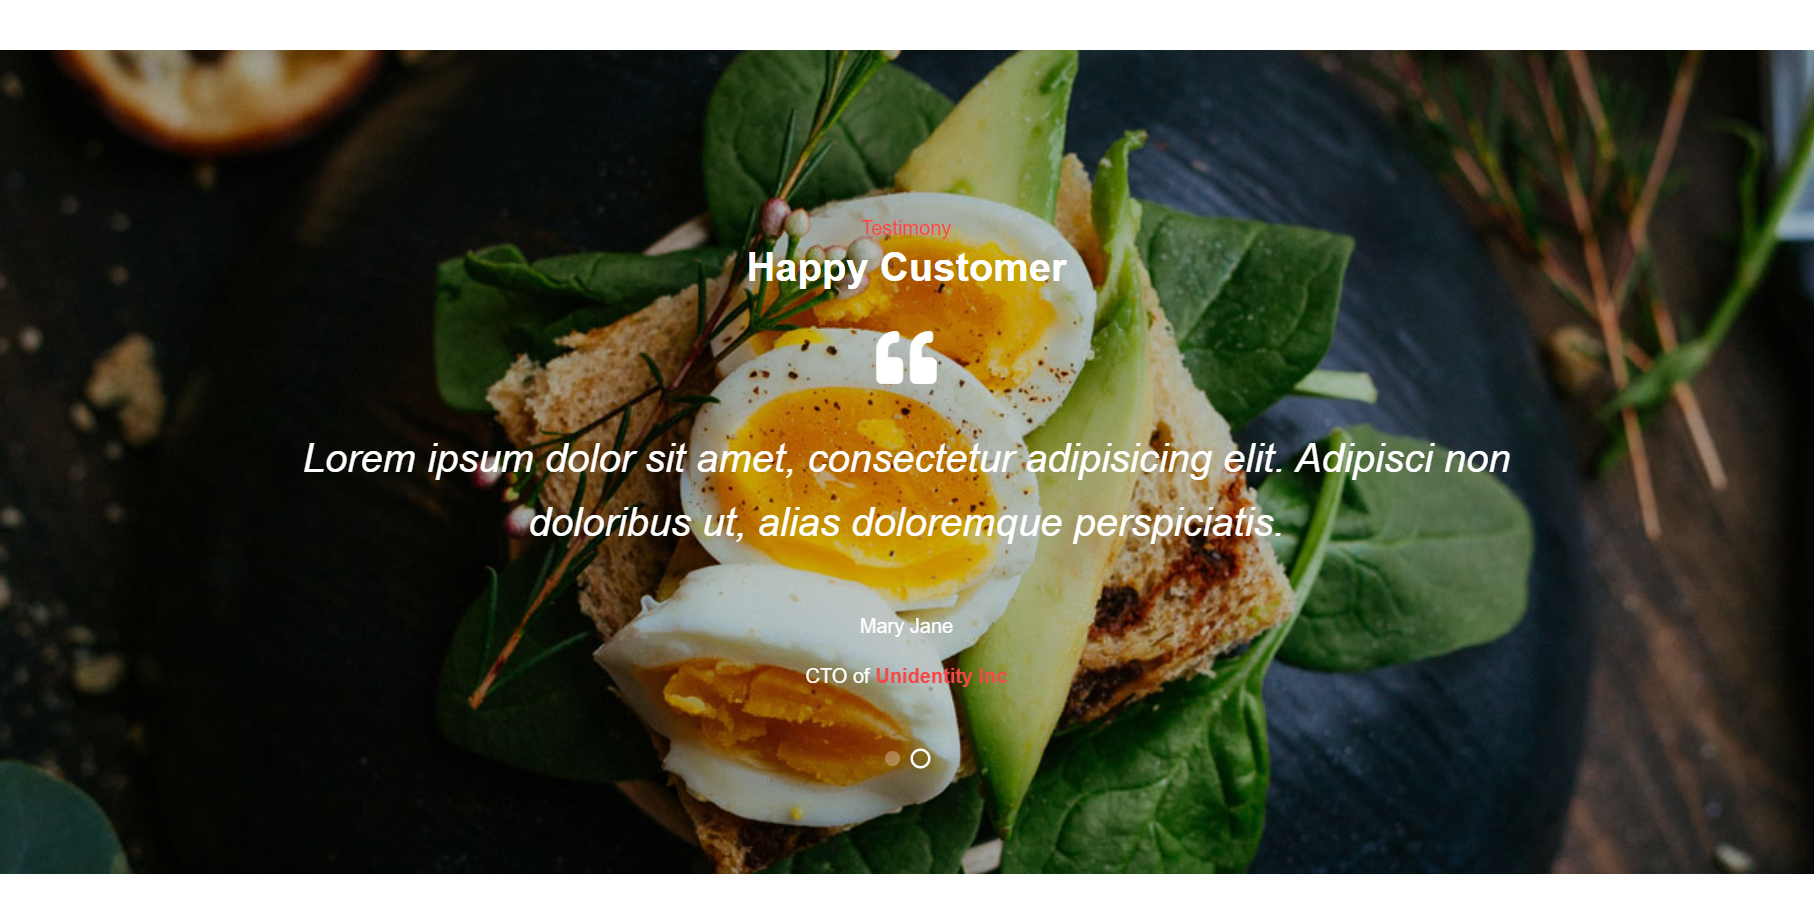 Testimony
Happy Customer
Lorem ipsum dolor sit amet, consectetur adipisicing elit. Adipisci non
doloribus ut, alias doloremque perspiciatis.
Mary Jane
CTO of Unidentity Inc